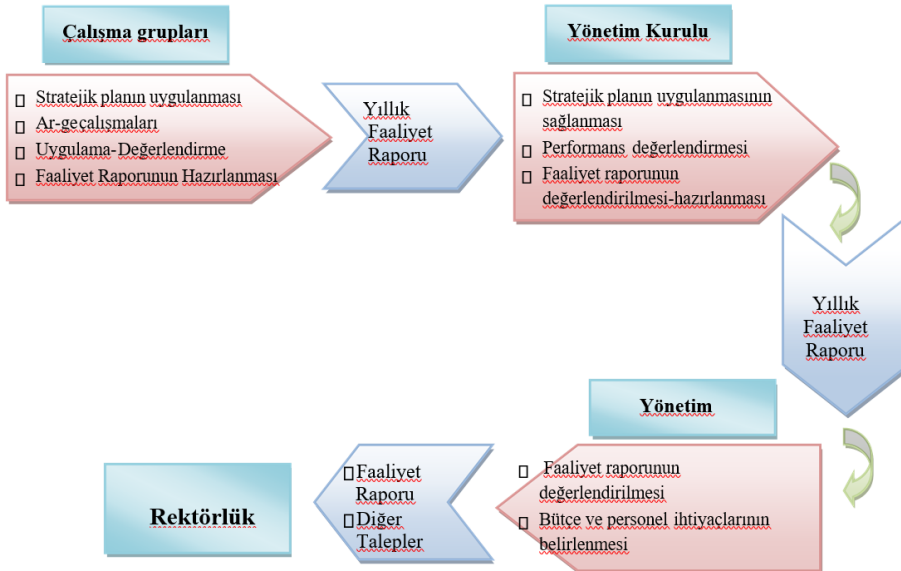 Çalışma grupları
Stratejik planın uygulanması
Ar-geçalışmaları
Uygulama-Değerlendirme
Faaliyet Raporunun Hazırlanması
Yıllık
Faaliyet
Raporu
Yönetim Kurulu
Stratejik planın uygulanmasının
sağlanması
Performans değerlendirmesi
Faaliyet raporunun
değerlendirilmesi-hazırlanması
Yıllık
Faaliyet
Raporu
Yönetim
Faaliyet raporunun
değerlendirilmesi
Bütçe ve personel ihtiyaçlarının
belirlenmesi
Faaliyet
Raporu
Diğer
Talepler
Rektörlük